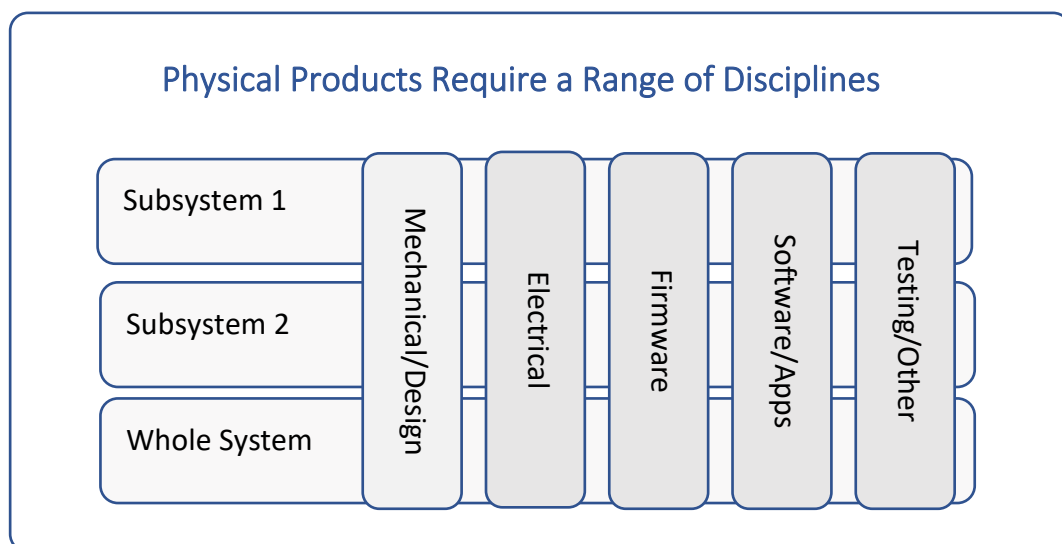 Physical Products Require a Range of Disciplines
Subsystem 1
Subsystem 2
Whole System
Mechanical/Design
Electrical
Firmware
Software/Apps
Testing/Other